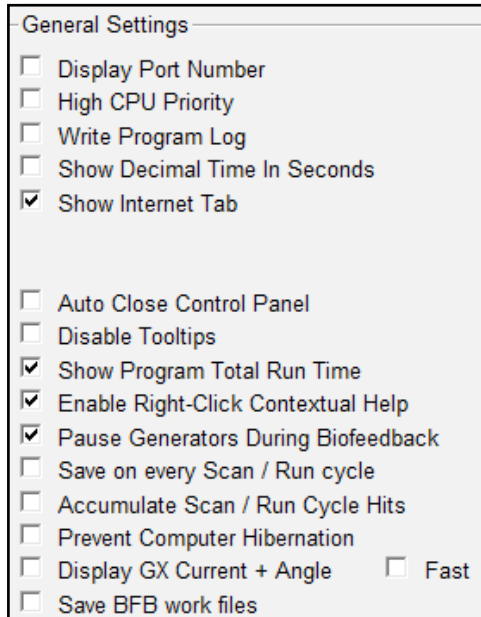 General Settings
Display Port Number
High CPU Priority
Write Program Log
Show Decimal Time In Seconds
Show Internet Tab
Auto Close Control Panel
Disable Tooltips
Show Program Total Run Time
Enable Right-Click Contextual Help
Pause Generators During Biofeedback
Save on every Scan / Run cycle
Accumulate Scan / Run Cycle Hits
Prevent Computer Hibernation
Display GX Current + Angle Fast
Save BFB work files